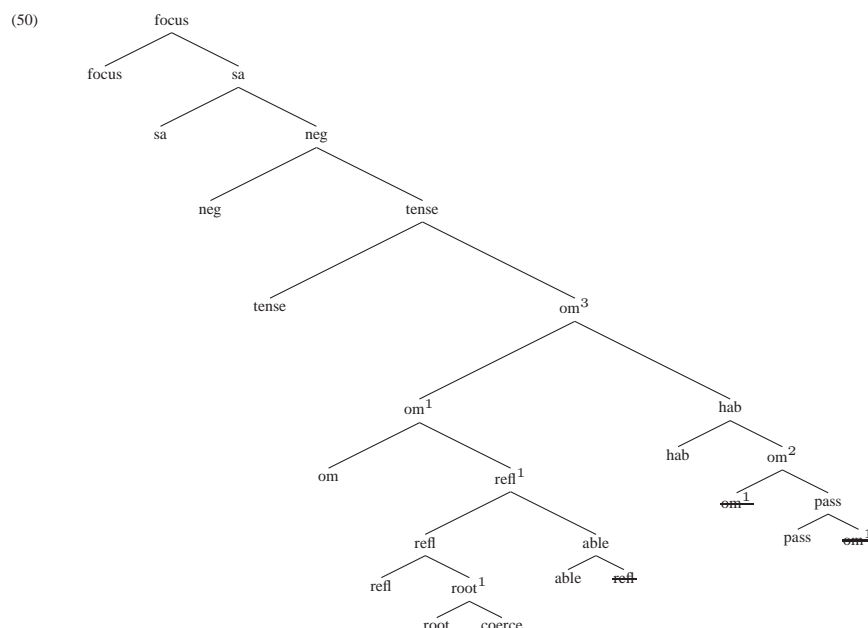 (50) focus
focus sa
sa neg
neg tense
tense om³
om¹ hab
om refl¹ hab om²
refl able om¹ pass
refl root¹ able refl pass om¹
root coerce